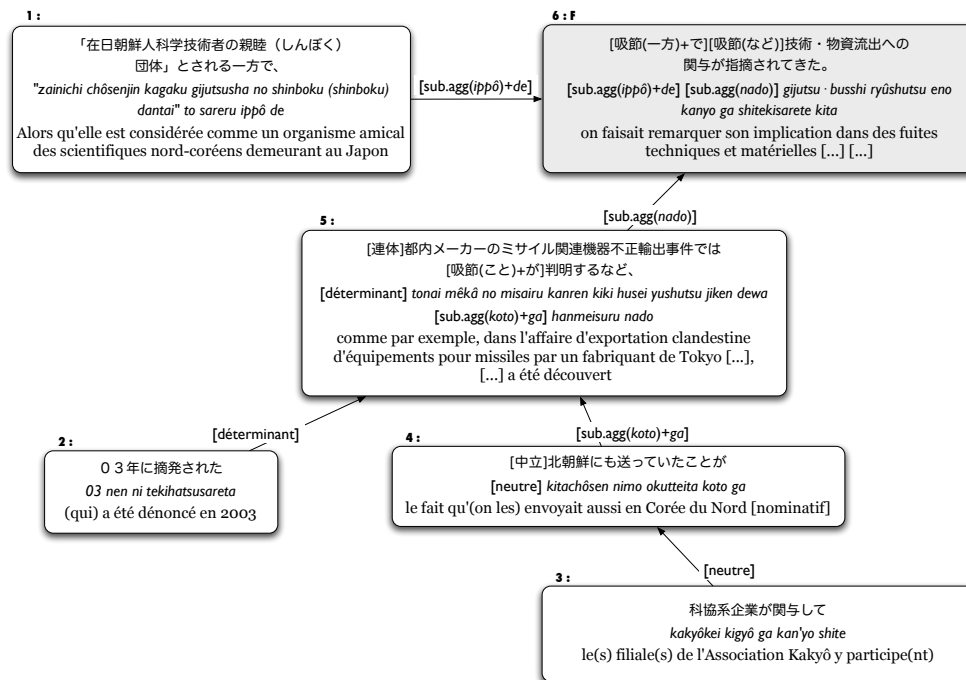 1 :
「在日朝鮮人科学技術者の親睦（しんぼく）
団体」とされる一方で、
"zainichi chôsenjin kagaku gijutsusha no shinboku (shinboku)
dantai" to sareru ippô de
Alors qu'elle est considérée comme un organisme amical
des scientifiques nord-coréens demeurant au Japon
[sub.agg(ippô)+de]
6 : F
[吸節(一方)+で][吸節(など)]技術・物資流出への
関与が指摘されてきた。
[sub.agg(ippô)+de] [sub.agg(nado)] gijutsu · busshi ryûshutsu eno
kanyo ga shitekisarete kita
on faisait remarquer son implication dans des fuites
techniques et matérielles [...] [...]
[sub.agg(nado)]
5 :
[連体]都内メーカーのミサイル関連機器不正輸出事件では
[吸節(こと)+が]判明するなど、
[déterminant] tonai mêkâ no misairu kanren kiki husei yushutsu jiken dewa
[sub.agg(koto)+ga] hanmeisuru nado
comme par exemple, dans l'affaire d'exportation clandestine
d'équipements pour missiles par un fabriquant de Tokyo [...],
[...] a été découvert
[déterminant]
[sub.agg(koto)+ga]
2 :
０３年に摘発された
03 nen ni tekihatsusareta
(qui) a été dénoncé en 2003
4 :
[中立]北朝鮮にも送っていたことが
[neutre] kitachôsen nimo okutteita koto ga
le fait qu'(on les) envoyait aussi en Corée du Nord [nominatif]
[neutre]
3 :
科協系企業が関与して
kakyôkei kigyô ga kan'yo shite
le(s) filiale(s) de l'Association Kakyô y participe(nt)